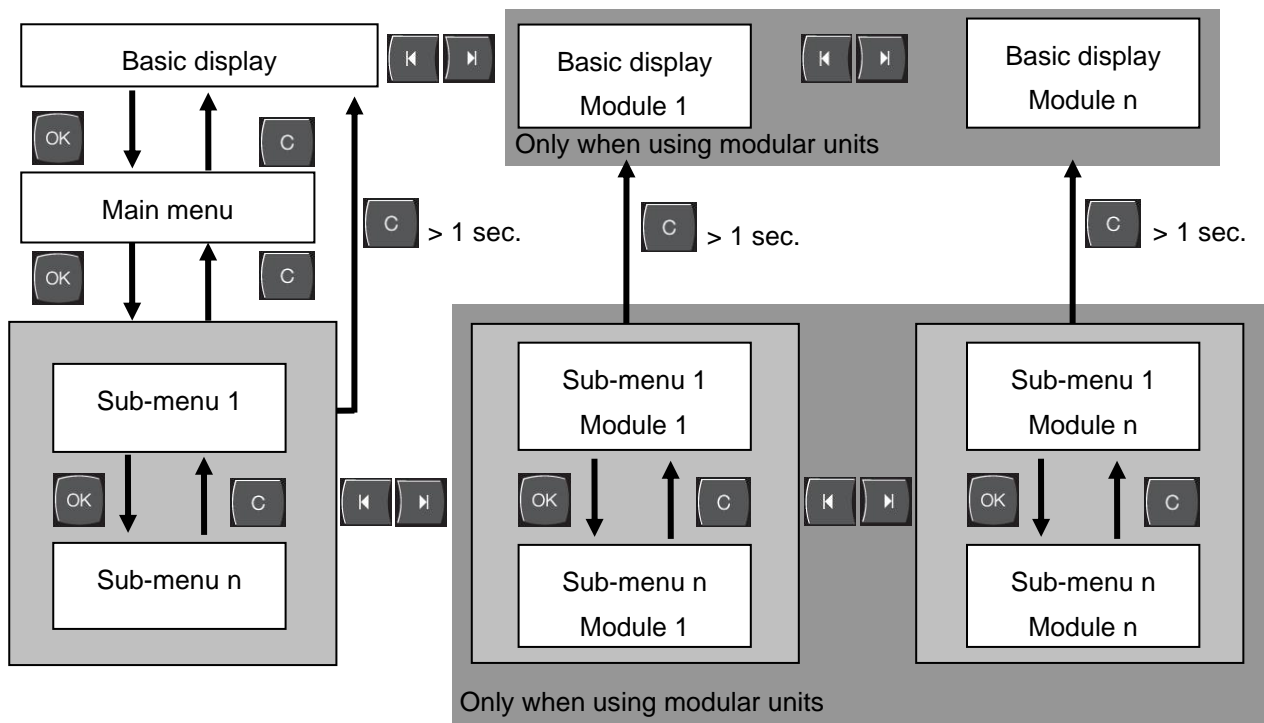 Basic display
Basic display
Module 1
Basic display
Module n
Only when using modular units
OK
C
Main menu
C
> 1 sec.
C
> 1 sec.
C
> 1 sec.
OK
C
Sub-menu 1
Sub-menu 1
Module 1
Sub-menu 1
Module n
OK
C
OK
C
OK
C
Sub-menu n
Sub-menu n
Module 1
Sub-menu n
Module n
Only when using modular units